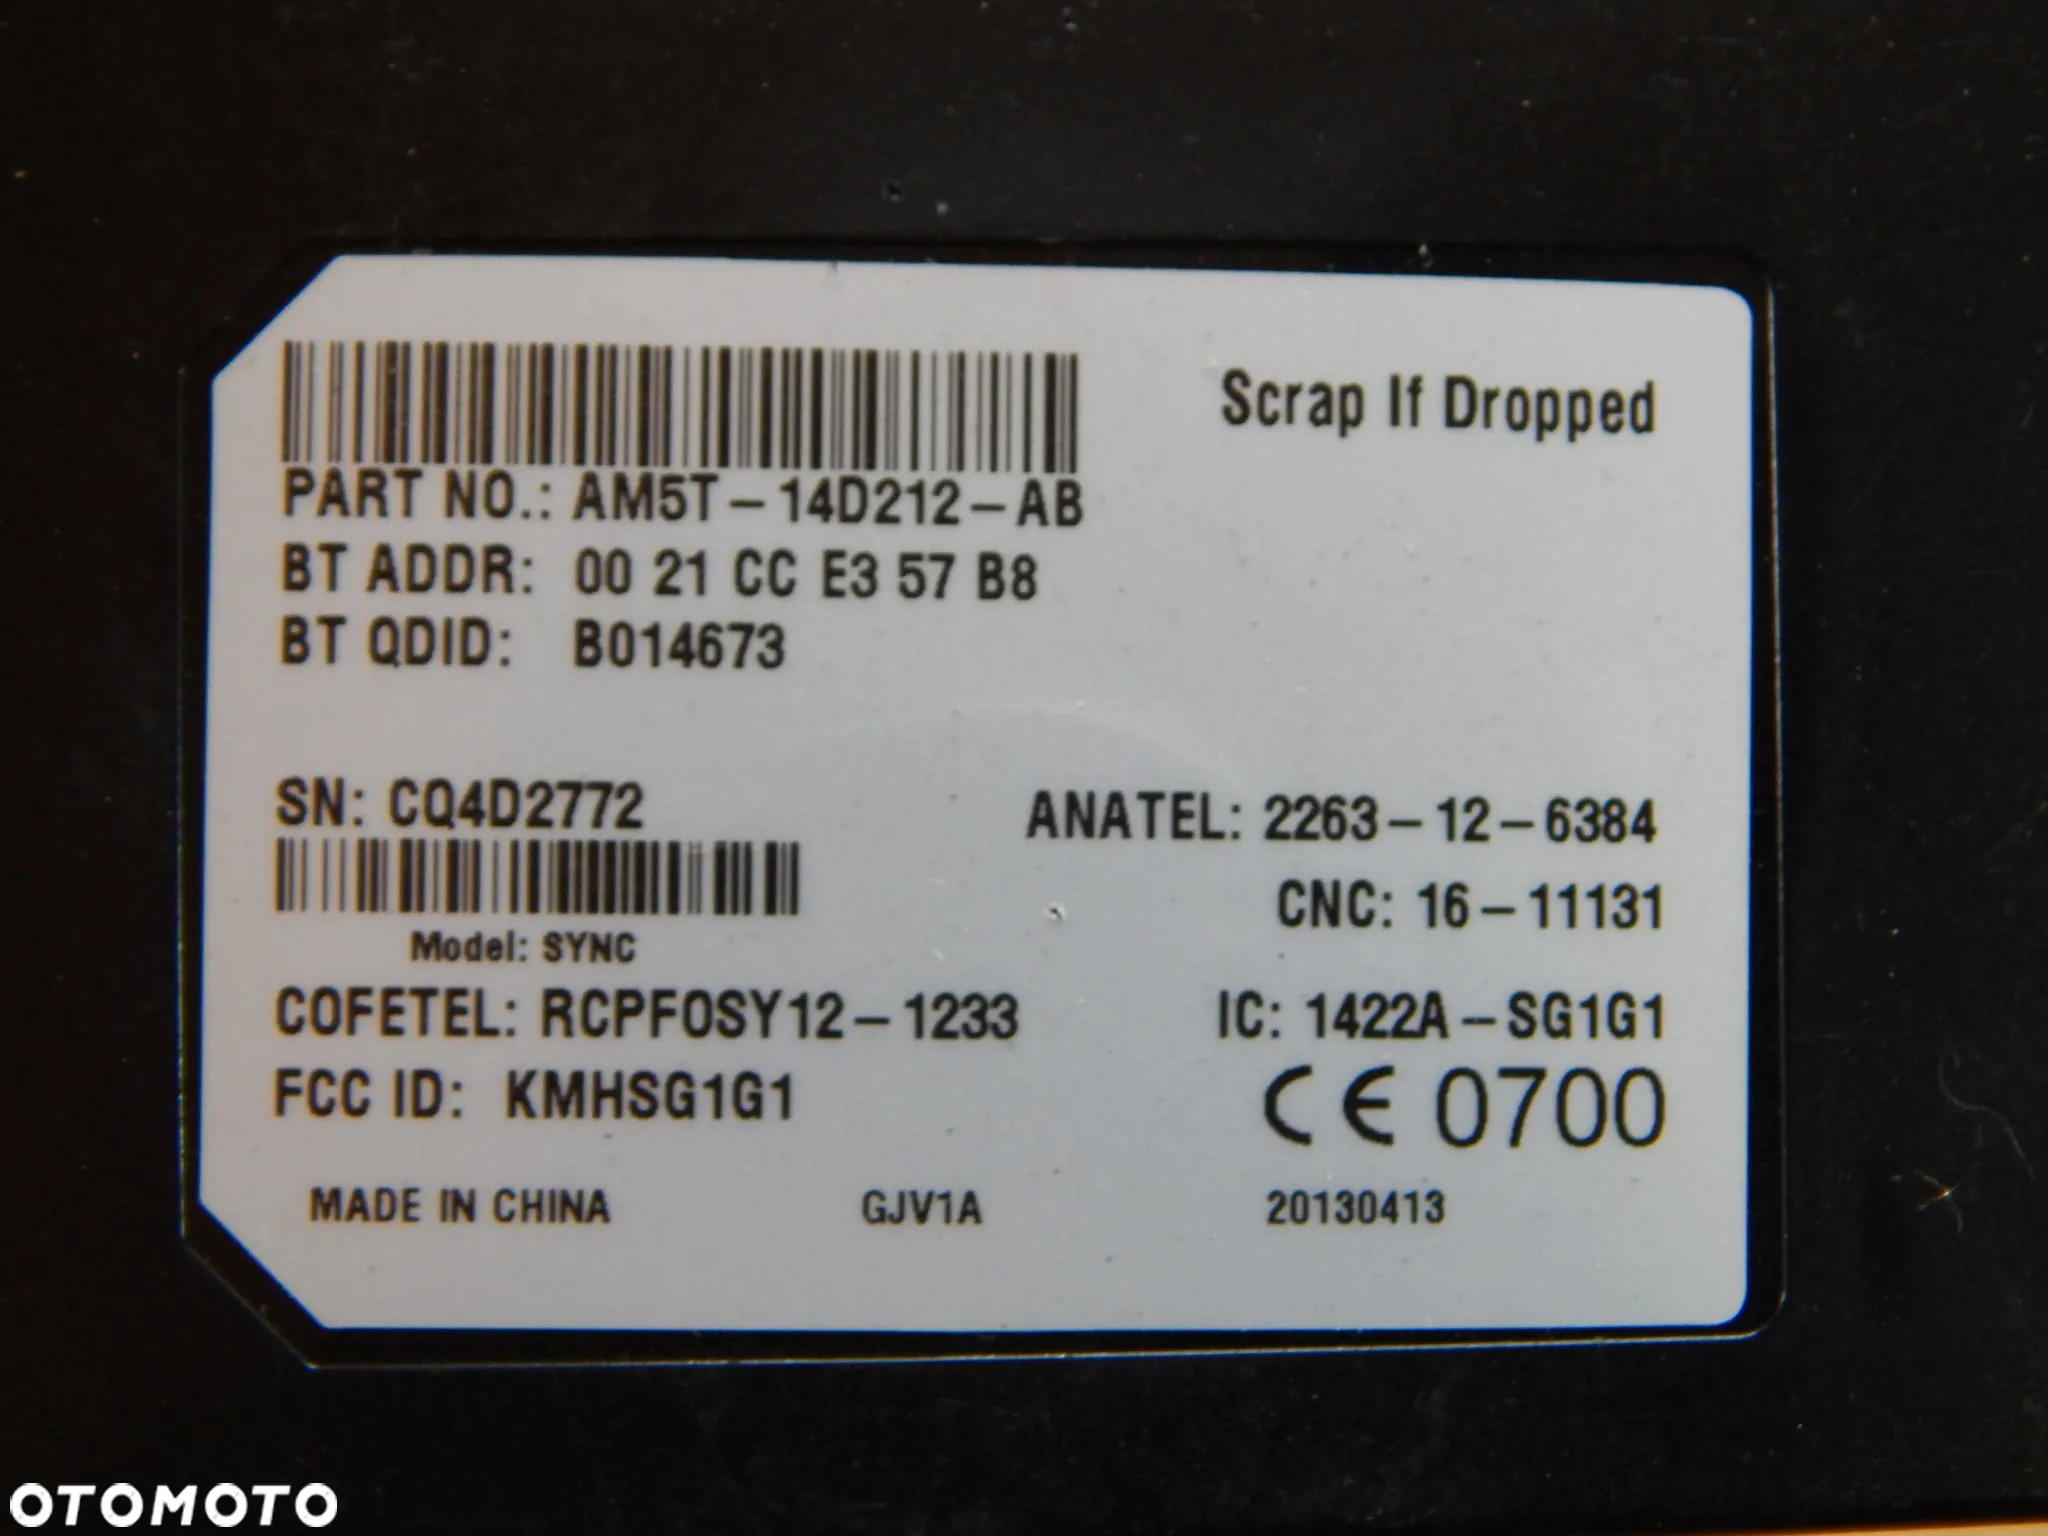 Scrap If Dropped
PART NO.: AM5T-14D212-AB
BT ADDR: 00 21 CC E3 57 B8
BT QDID: B014673
SN: CQ4D2772
ANATEL: 2263-12-6384
CNC: 16-11131
Model: SYNC
COFETEL: RCPFOSY12-1233
IC: 1422A-SG1G1
FCC ID: KMHSG1G1
CE 0700
MADE IN CHINA
GJV1A
20130413
OTOMOTO